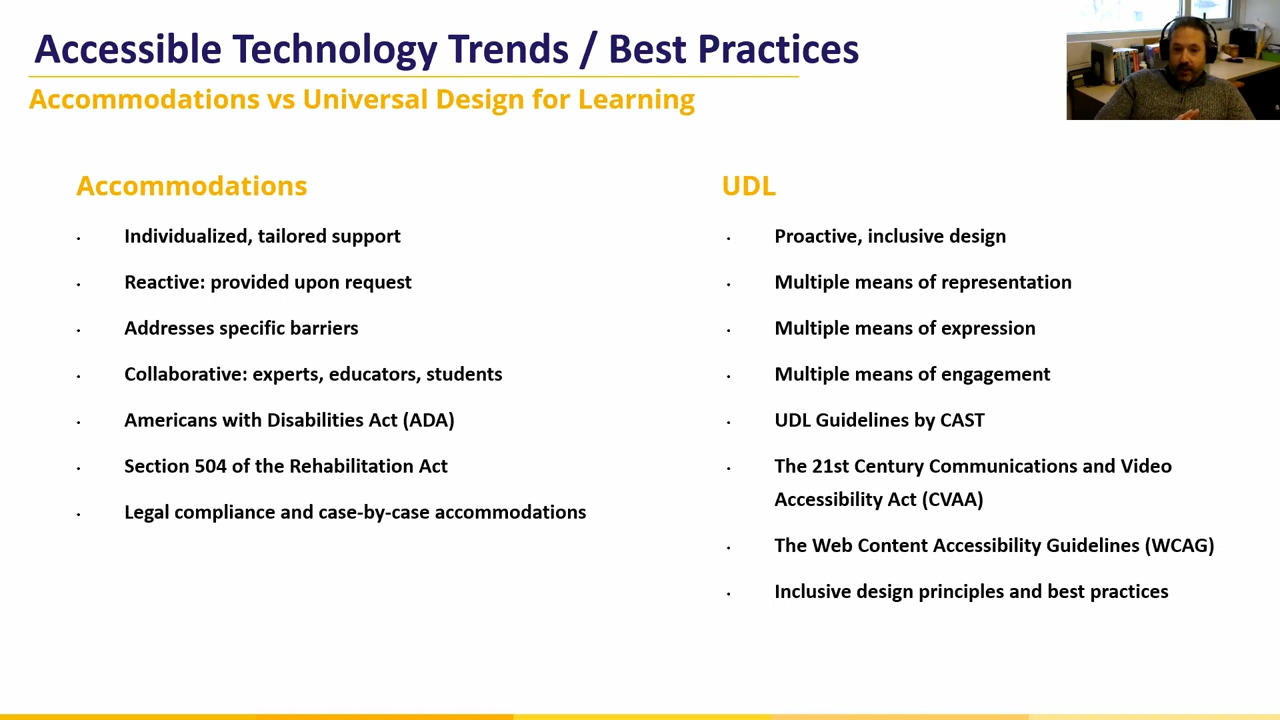 Accessible Technology Trends / Best Practices
Accommodations vs Universal Design for Learning
Accommodations
· Individualized, tailored support
· Reactive: provided upon request
· Addresses specific barriers
· Collaborative: experts, educators, students
· Americans with Disabilities Act (ADA)
· Section 504 of the Rehabilitation Act
· Legal compliance and case-by-case accommodations
UDL
· Proactive, inclusive design
· Multiple means of representation
· Multiple means of expression
· Multiple means of engagement
· UDL Guidelines by CAST
· The 21st Century Communications and Video
Accessibility Act (CVAA)
· The Web Content Accessibility Guidelines (WCAG)
· Inclusive design principles and best practices